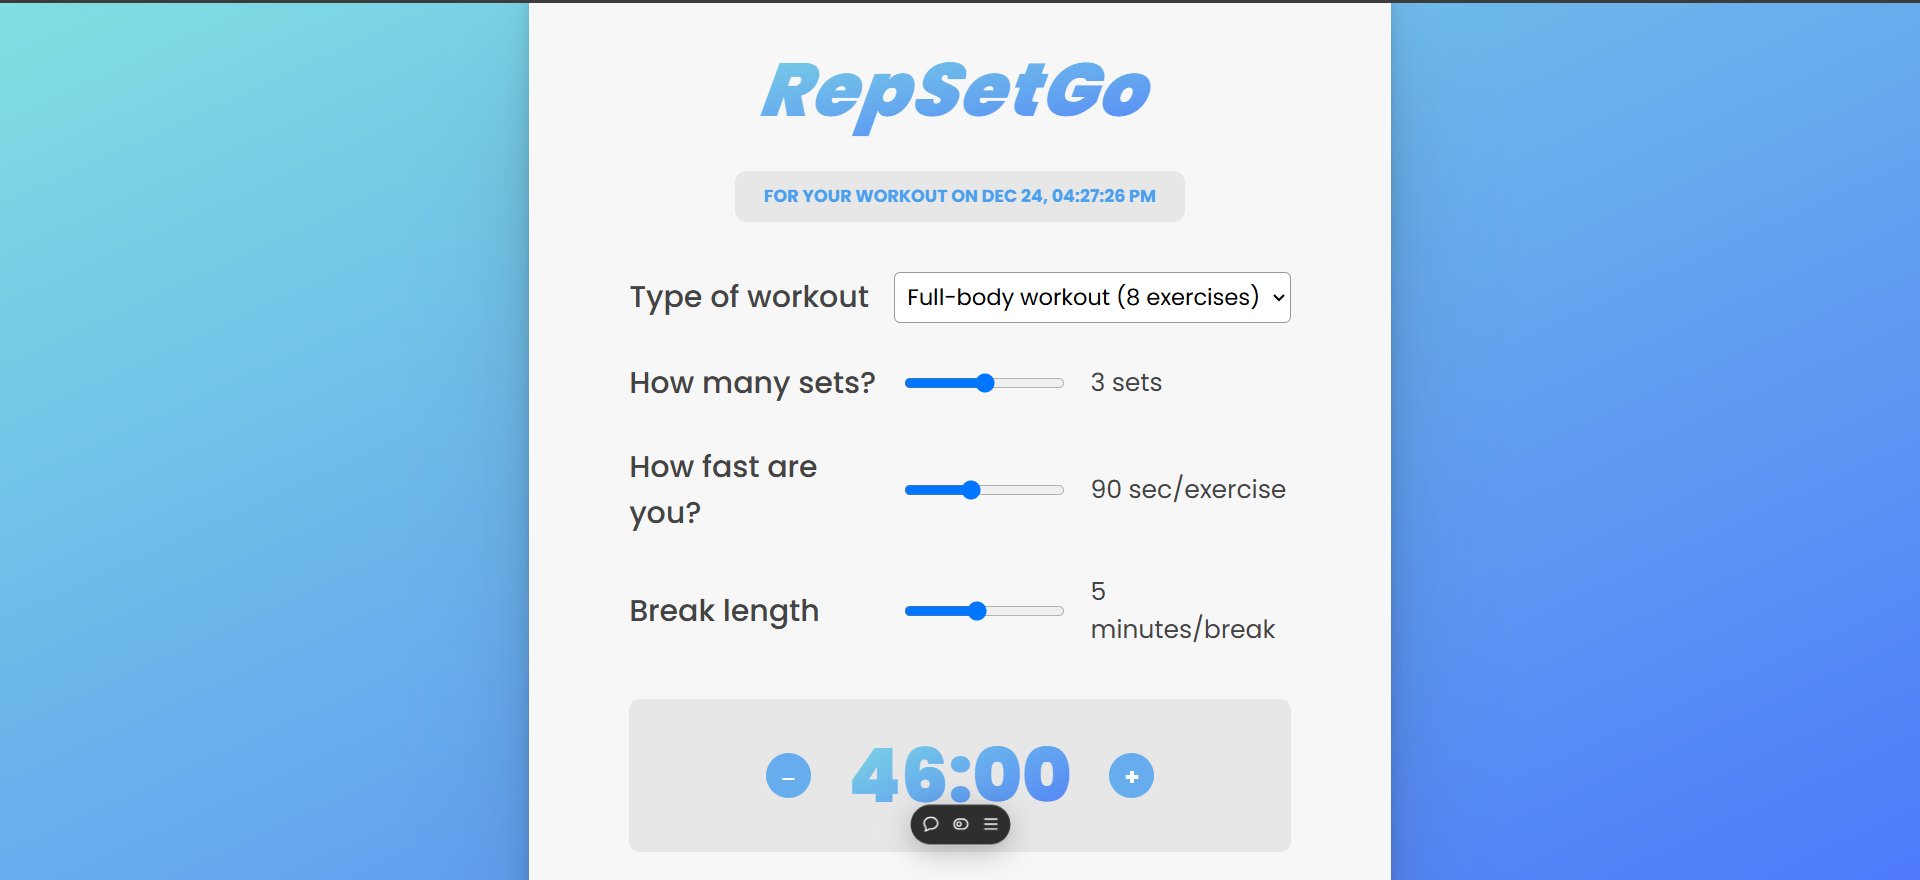 RepSetGo
FOR YOUR WORKOUT ON DEC 24, 04:27:26 PM
Type of workout
Full-body workout (8 exercises)
How many sets?
3 sets
How fast are
you?
90 sec/exercise
Break length
5
minutes/break
–
46:00
+